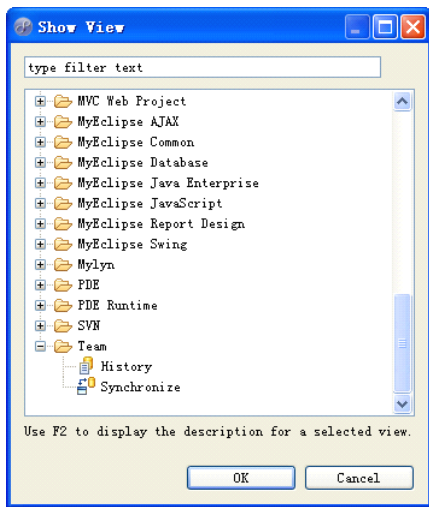 Show View
type filter text
MVC Web Project
MyEclipse AJAX
MyEclipse Common
MyEclipse Database
MyEclipse Java Enterprise
MyEclipse JavaScript
MyEclipse Report Design
MyEclipse Swing
Mylyn
PDE
PDE Runtime
SVN
Team
History
Synchronize
Use F2 to display the description for a selected view.
OK Cancel